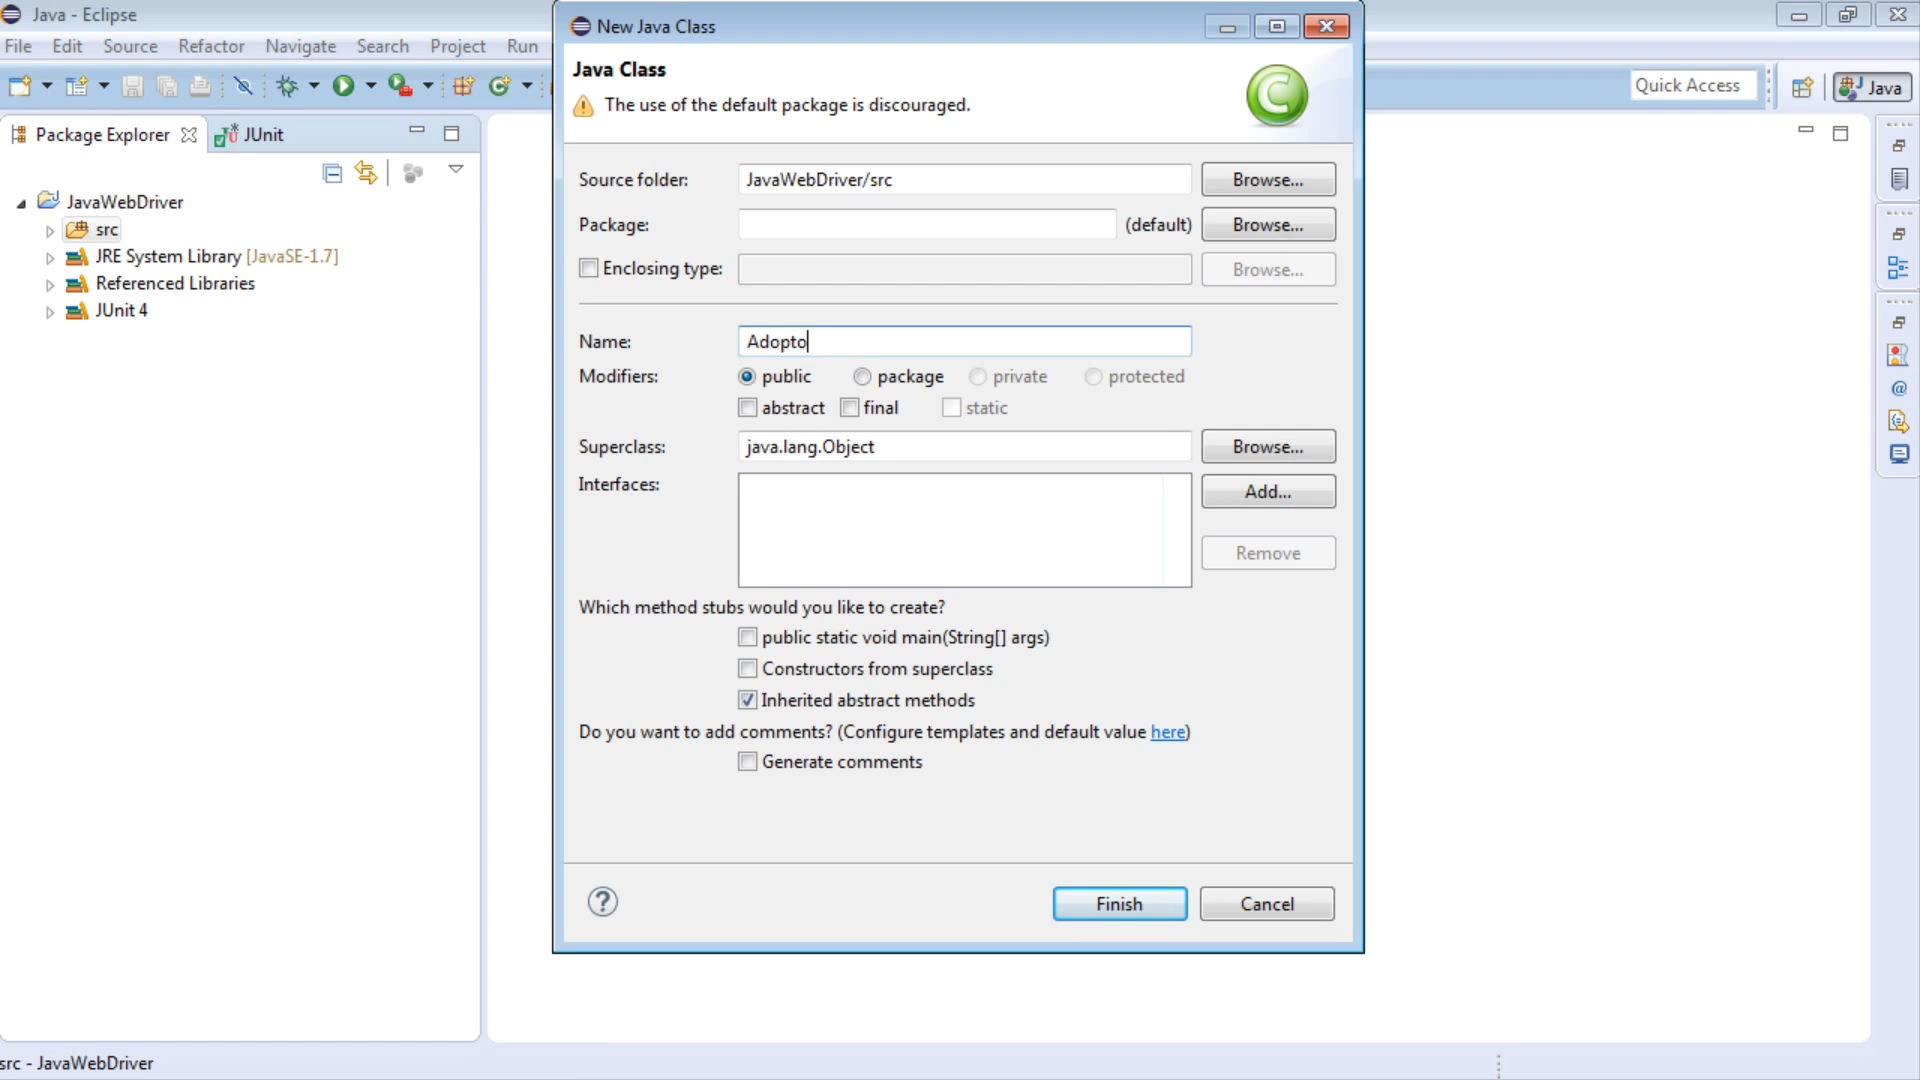 Java - Eclipse
File Edit Source Refactor Navigate Search Project Run
Quick Access
Java
Package Explorer
JUnit
JavaWebDriver
src
JRE System Library [JavaSE-1.7]
Referenced Libraries
JUnit 4
New Java Class
Java Class
The use of the default package is discouraged.
Source folder: JavaWebDriver/src Browse...
Package: (default) Browse...
Enclosing type: Browse...
Name: Adopto
Modifiers: public package private protected
abstract final static
Superclass: java.lang.Object Browse...
Interfaces: Add...
Remove
Which method stubs would you like to create?
public static void main(String[] args)
Constructors from superclass
Inherited abstract methods
Do you want to add comments? (Configure templates and default value here)
Generate comments
Finish Cancel
src - JavaWebDriver